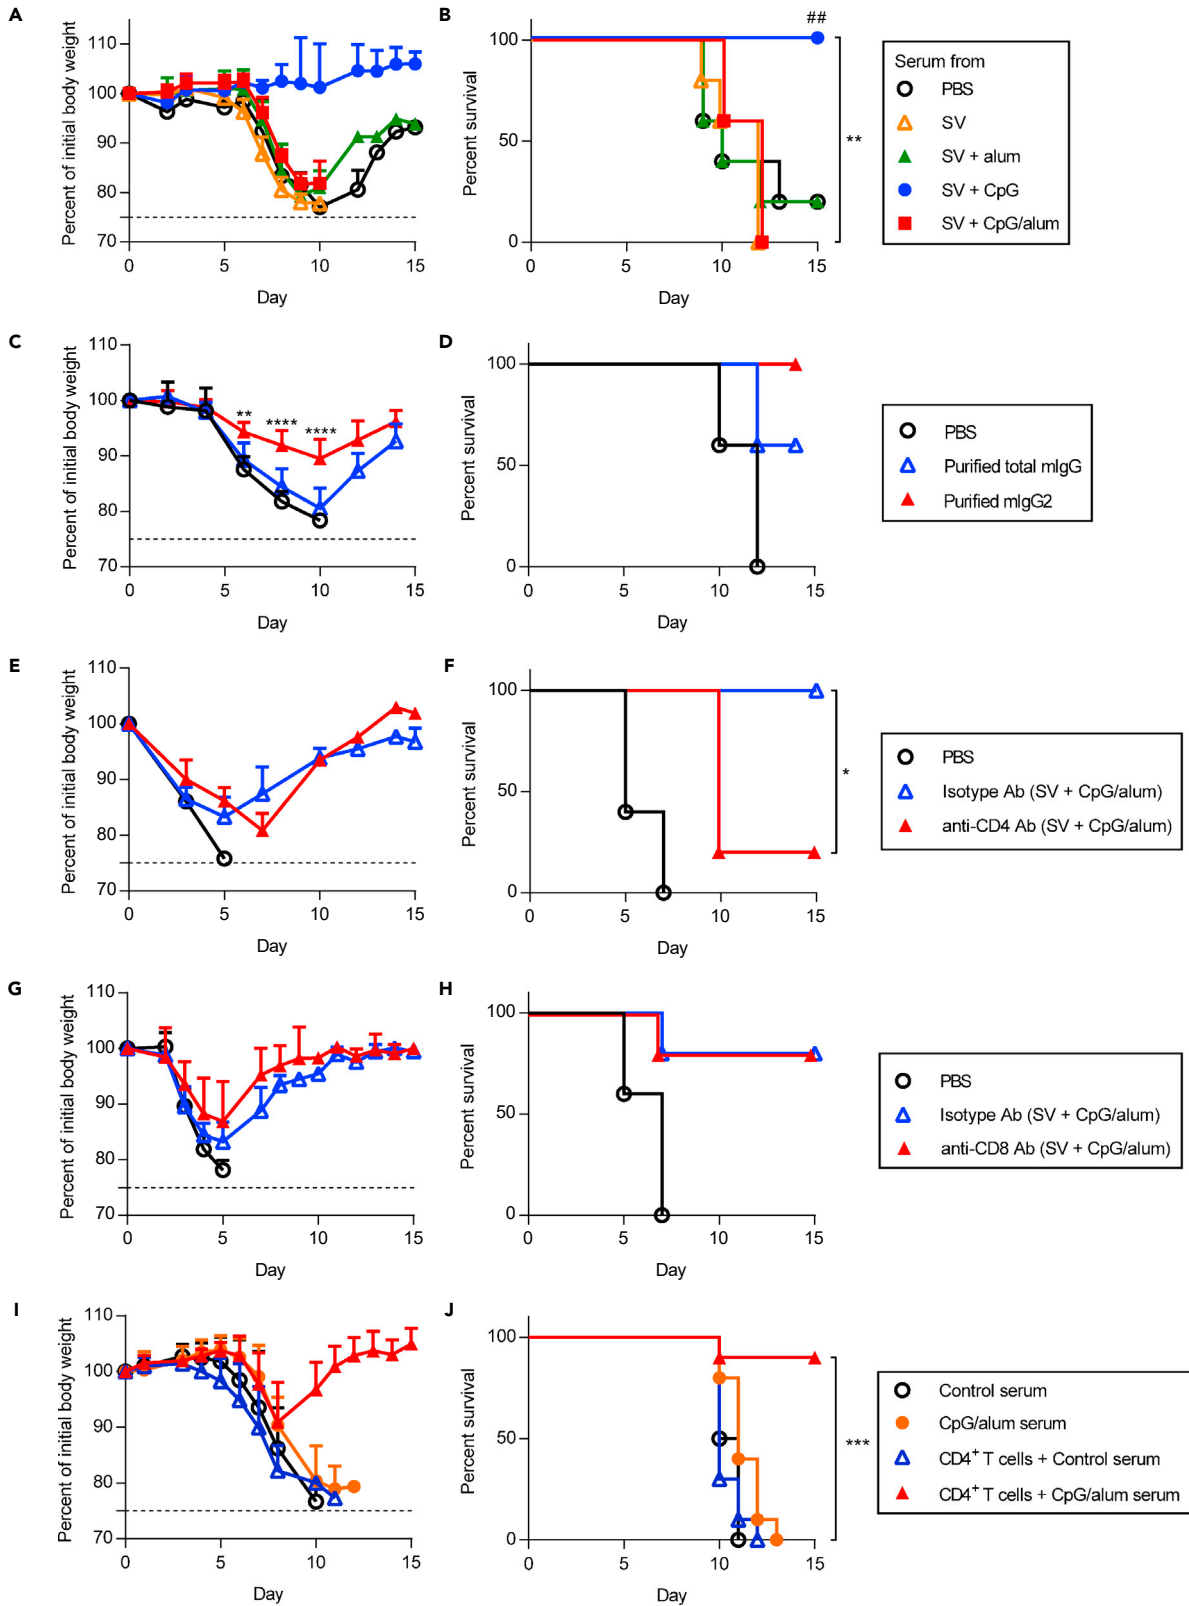 A
Percent of initial body weight
110
100
90
80
70
0
5
10
15
Day
B
##
Percent survival
100
50
0
0
5
10
15
Day
**
Serum from
PBS
SV
SV + alum
SV + CpG
SV + CpG/alum
C
Percent of initial body weight
110
100
90
80
70
**
****
****
0
5
10
15
Day
D
Percent survival
100
50
0
0
5
10
15
Day
PBS
Purified total mIgG
Purified mIgG2
E
Percent of initial body weight
110
100
90
80
70
0
5
10
15
Day
F
Percent survival
100
50
0
0
5
10
15
Day
*
PBS
Isotype Ab (SV + CpG/alum)
anti-CD4 Ab (SV + CpG/alum)
G
Percent of initial body weight
110
100
90
80
70
0
5
10
15
Day
H
Percent survival
100
50
0
0
5
10
15
Day
PBS
Isotype Ab (SV + CpG/alum)
anti-CD8 Ab (SV + CpG/alum)
I
Percent of initial body weight
110
100
90
80
70
0
5
10
15
Day
J
Percent survival
100
50
0
0
5
10
15
Day
***
Control serum
CpG/alum serum
CD4⁺ T cells + Control serum
CD4⁺ T cells + CpG/alum serum